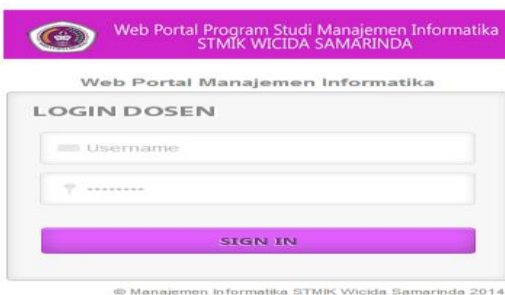 Web Portal Program Studi Manajemen Informatika
STMIK WICIDA SAMARINDA
Web Portal Manajemen Informatika
LOGIN DOSEN
Username
••••••••
SIGN IN
© Manajemen Informatika STMIK Wicida Samarinda 2014